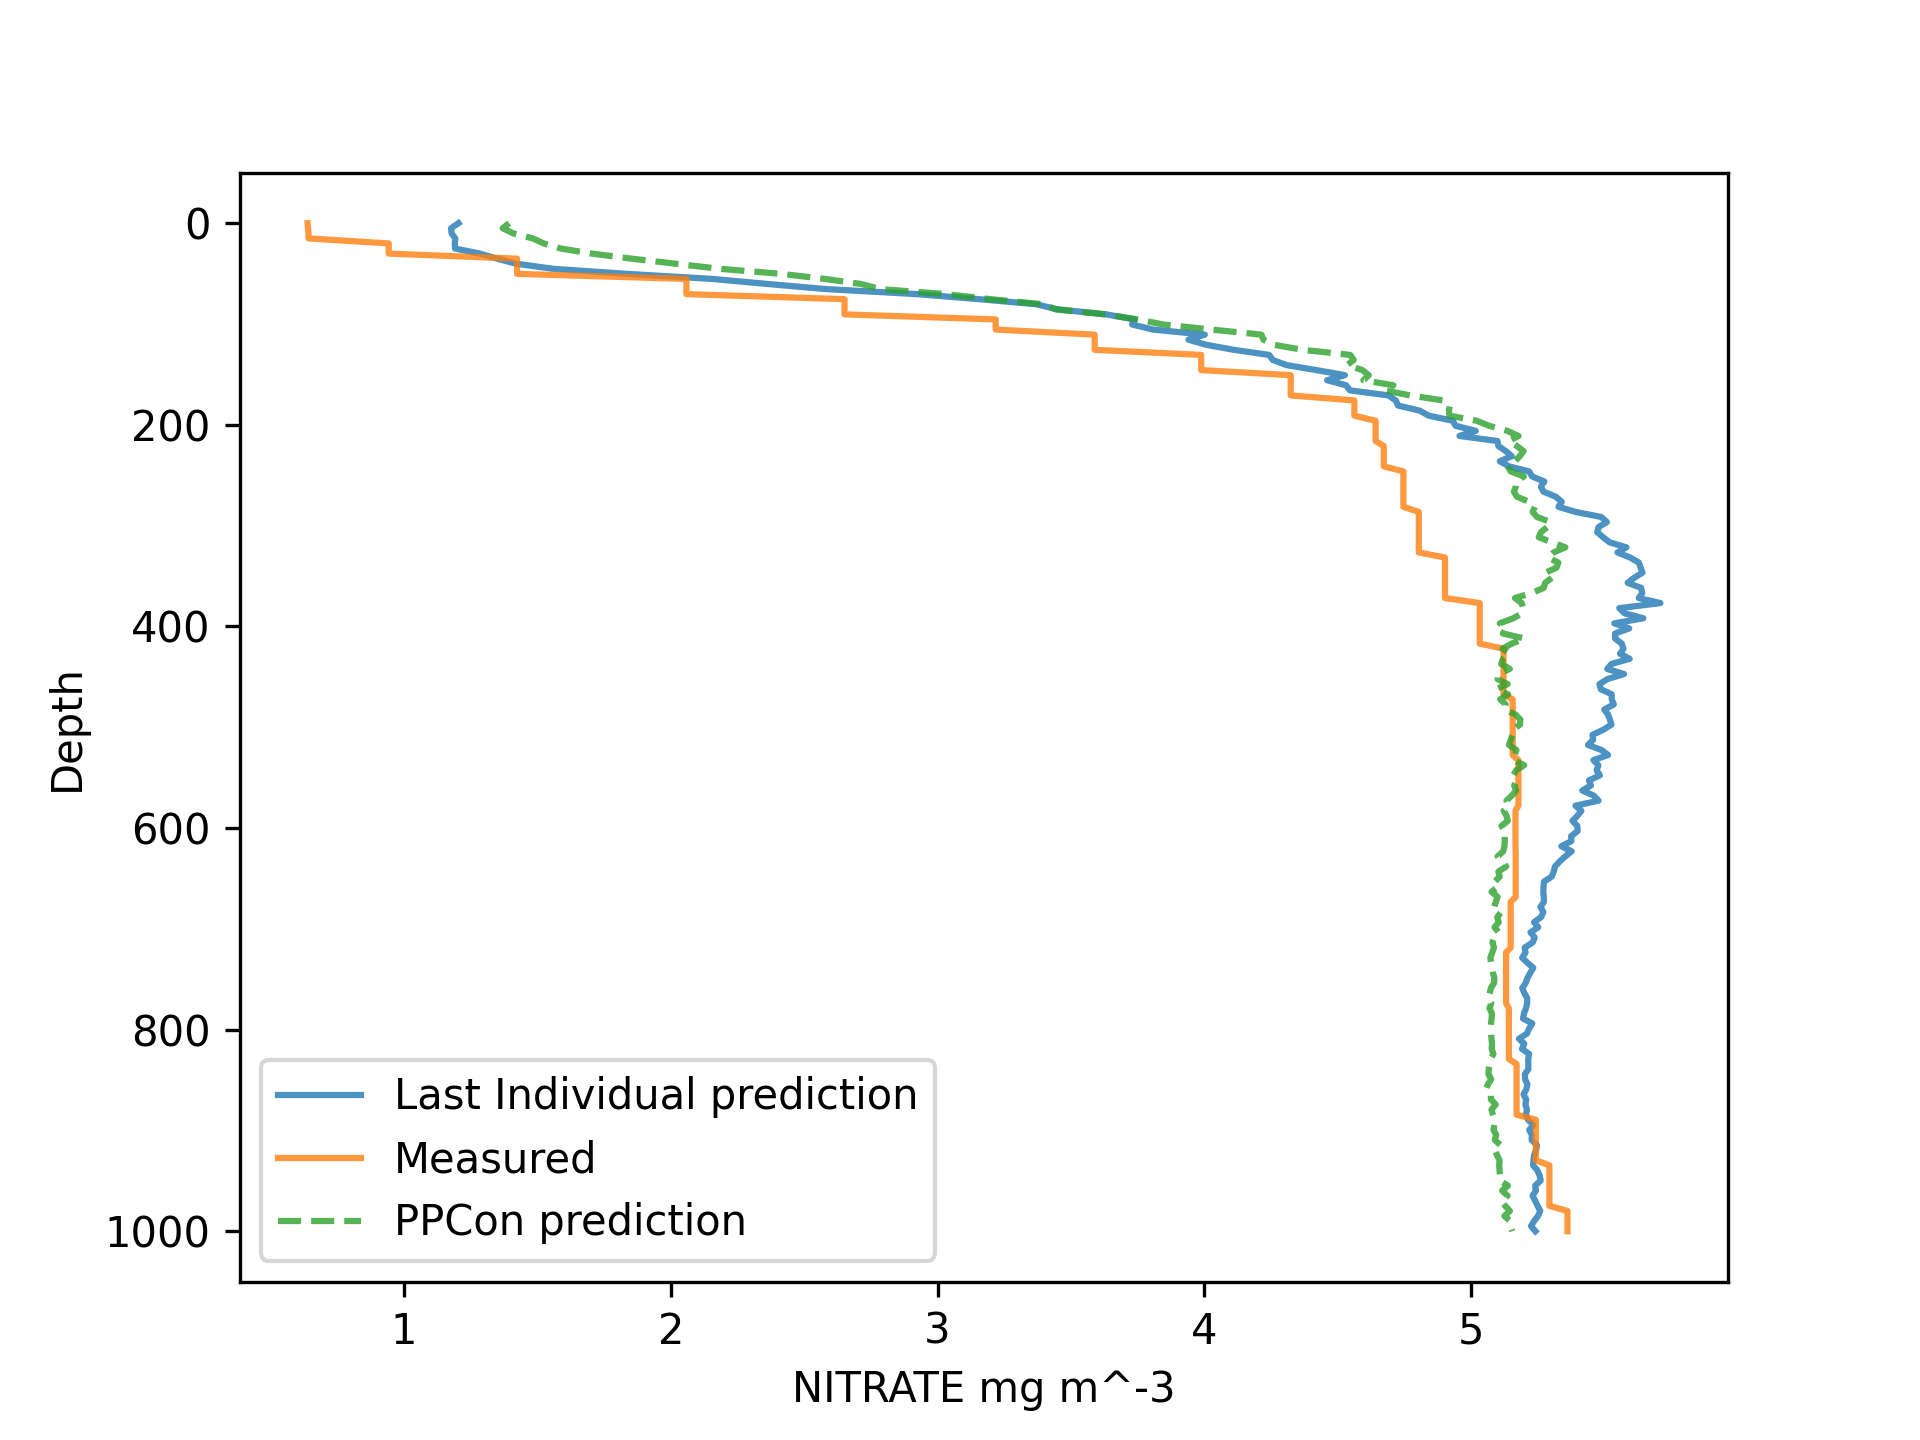 0
200
400
600
800
1000
Depth
1 2 3 4 5
NITRATE mg m^-3
Last Individual prediction
Measured
PPCon prediction